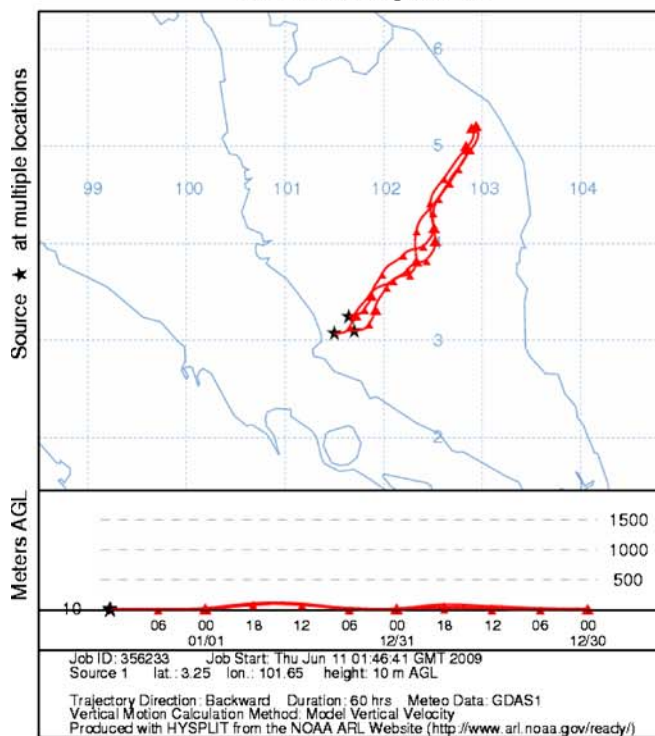 Source ★ at multiple locations
6
5
99
100
101
102
103
104
3
2
Meters AGL
1500
1000
500
10
06 00 18 12 06 00 18 12 06 00
01/01 12/31 12/30
Job ID: 356233 Job Start: Thu Jun 11 01:46:41 GMT 2009
Source 1 lat.: 3.25 lon.: 101.65 height: 10 m AGL
Trajectory Direction: Backward Duration: 60 hrs Meteo Data: GDAS1
Vertical Motion Calculation Method: Model Vertical Velocity
Produced with HYSPLIT from the NOAA ARL Website (http://www.arl.noaa.gov/ready/)